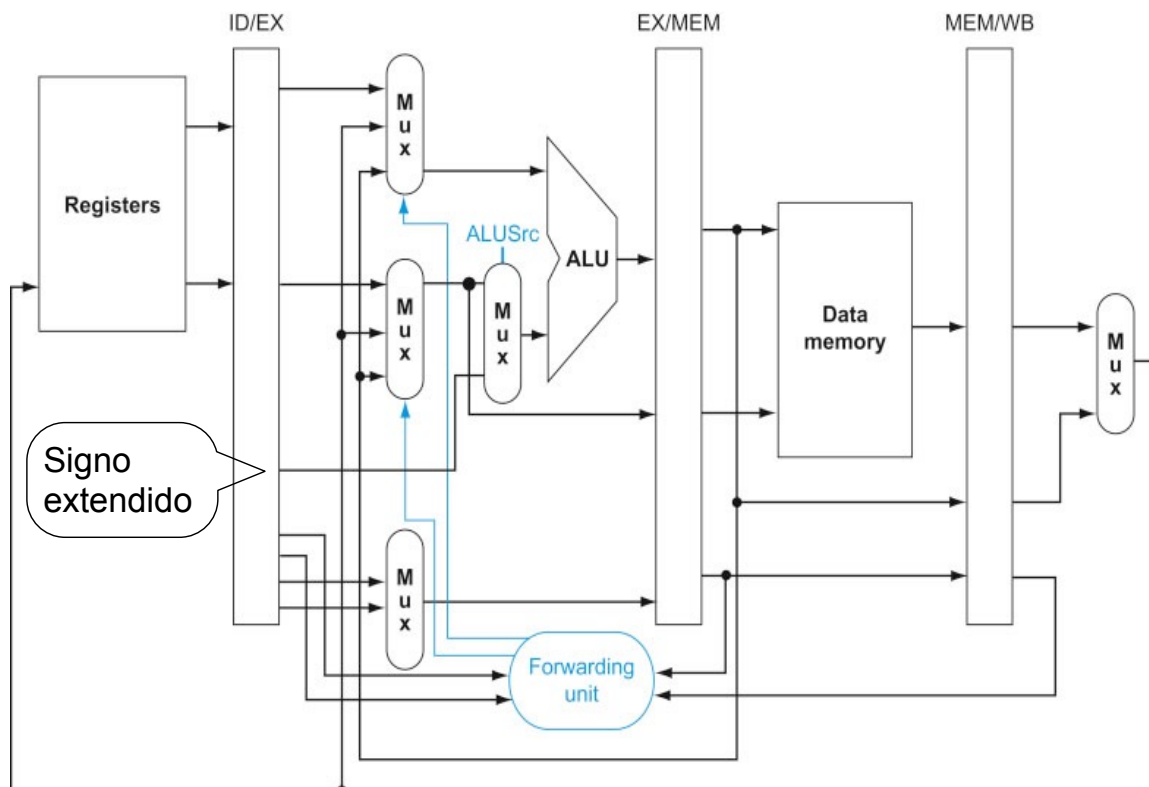 ID/EX
EX/MEM
MEM/WB
M
u
x
Registers
ALUSrc
ALU
M
u
x
M
u
x
Data
memory
M
u
x
Signo
extendido
M
u
x
Forwarding
unit